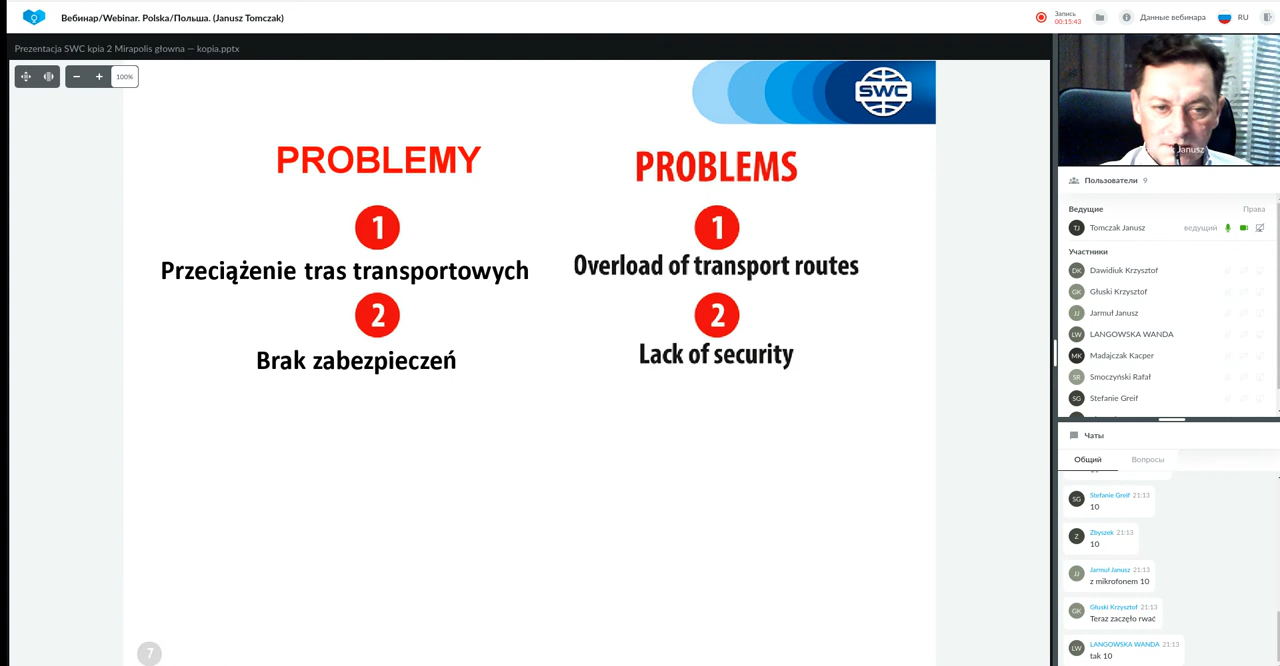 Вебинар/Webinar. Polska/Польша. (Janusz Tomczak)
Запись
00:15:43
Данные вебинара
RU
Prezentacja SWC kpia 2 Mirapolis głowna — kopia.pptx
100%
SWC
PROBLEMY
PROBLEMS
1
1
Przeciążenie tras transportowych
Overload of transport routes
2
2
Brak zabezpieczeń
Lack of security
7
Janusz
Пользователи 9
Ведущие
Права
TJ Tomczak Janusz ведущий
Участники
DK Dawidiuk Krzysztof
GK Głuski Krzysztof
JJ Jarmuł Janusz
LW LANGOWSKA WANDA
MK Madajczak Kacper
SR Smoczyński Rafał
SG Stefanie Greif
Чаты
Общий
Вопросы
SG Stefanie Greif 21:13
10
Z Zbyszek 21:13
10
JJ Jarmuł Janusz 21:13
z mikrofonem 10
GK Głuski Krzysztof 21:13
Teraz zaczęło rwać
LW LANGOWSKA WANDA 21:13
tak 10